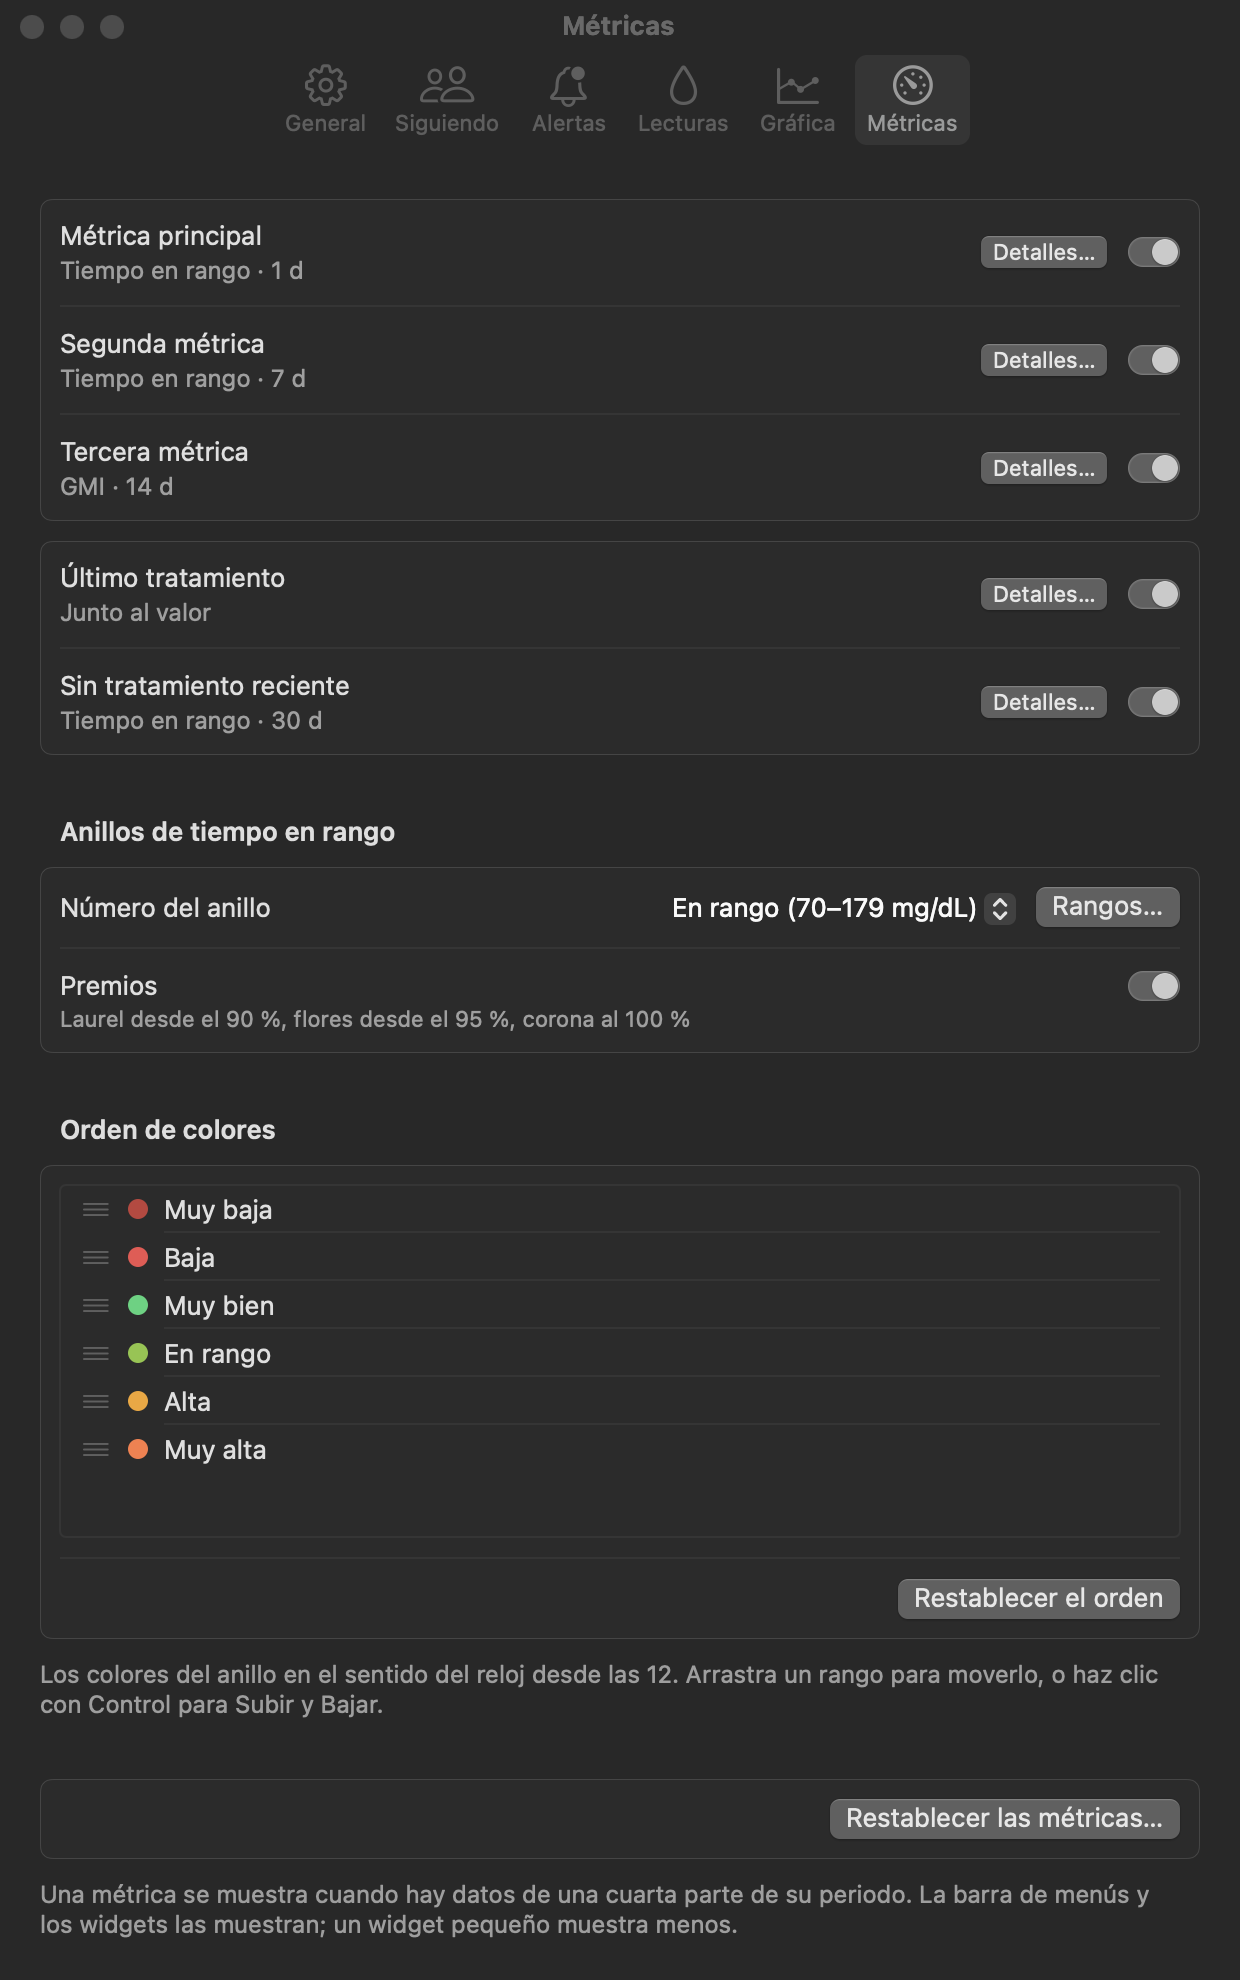 Métricas
General
Siguiendo
Alertas
Lecturas
Gráfica
Métricas
Métrica principal
Tiempo en rango · 1 d
Detalles...
Segunda métrica
Tiempo en rango · 7 d
Detalles...
Tercera métrica
GMI · 14 d
Detalles...
Último tratamiento
Junto al valor
Detalles...
Sin tratamiento reciente
Tiempo en rango · 30 d
Detalles...
Anillos de tiempo en rango
Número del anillo
En rango (70–179 mg/dL)
Rangos...
Premios
Laurel desde el 90 %, flores desde el 95 %, corona al 100 %
Orden de colores
Muy baja
Baja
Muy bien
En rango
Alta
Muy alta
Restablecer el orden
Los colores del anillo en el sentido del reloj desde las 12. Arrastra un rango para moverlo, o haz clic
con Control para Subir y Bajar.
Restablecer las métricas...
Una métrica se muestra cuando hay datos de una cuarta parte de su periodo. La barra de menús y
los widgets las muestran; un widget pequeño muestra menos.